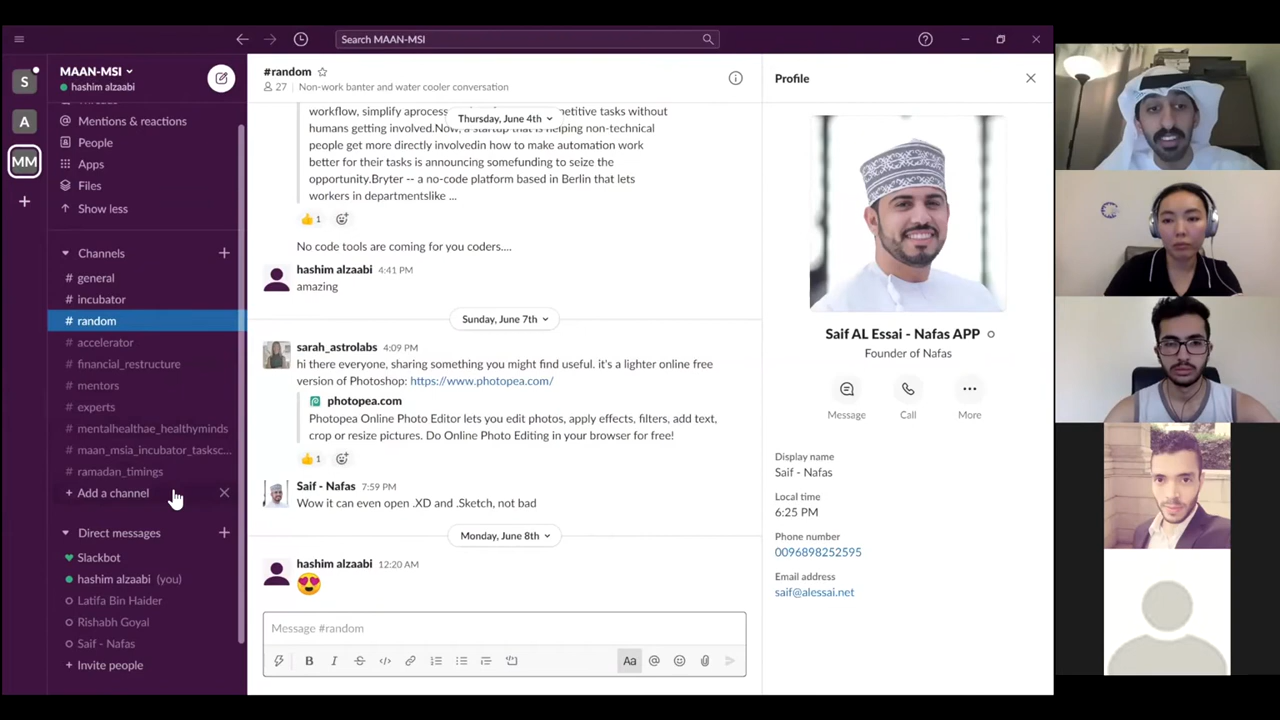 Search MAAN-MSI
S
A
MM
MAAN-MSI
hashim alzaabi
Mentions & reactions
People
Apps
Files
Show less
Channels
# general
# incubator
# random
# accelerator
# financial_restructure
# mentors
# experts
# mentalhealthae_healthyminds
# maan_msia_incubator_tasksc...
# ramadan_timings
+ Add a channel
Direct messages
Slackbot
hashim alzaabi (you)
Latifa Bin Haider
Rishabh Goyal
Saif - Nafas
+ Invite people
#random
27 Non-work banter and water cooler conversation
Thursday, June 4th
humans getting involved.Now, a startup that is helping non-technical
people get more directly involvedin how to make automation work
better for their tasks is announcing somefunding to seize the
opportunity.Bryter -- a no-code platform based in Berlin that lets
workers in departmentslike ...
1
No code tools are coming for you coders....
hashim alzaabi 4:41 PM
amazing
Sunday, June 7th
sarah_astrolabs 4:09 PM
hi there everyone, sharing something you might find useful. it's a lighter online free
version of Photoshop: https://www.photopea.com/
photopea.com
Photopea Online Photo Editor lets you edit photos, apply effects, filters, add text,
crop or resize pictures. Do Online Photo Editing in your browser for free!
1
Saif - Nafas 7:59 PM
Wow it can even open .XD and .Sketch, not bad
Monday, June 8th
hashim alzaabi 12:20 AM
Message #random
B I Aa @
Profile
Saif AL Essai - Nafas APP
Founder of Nafas
Message Call More
Display name
Saif - Nafas
Local time
6:25 PM
Phone number
0096898252595
Email address
saif@alessai.net